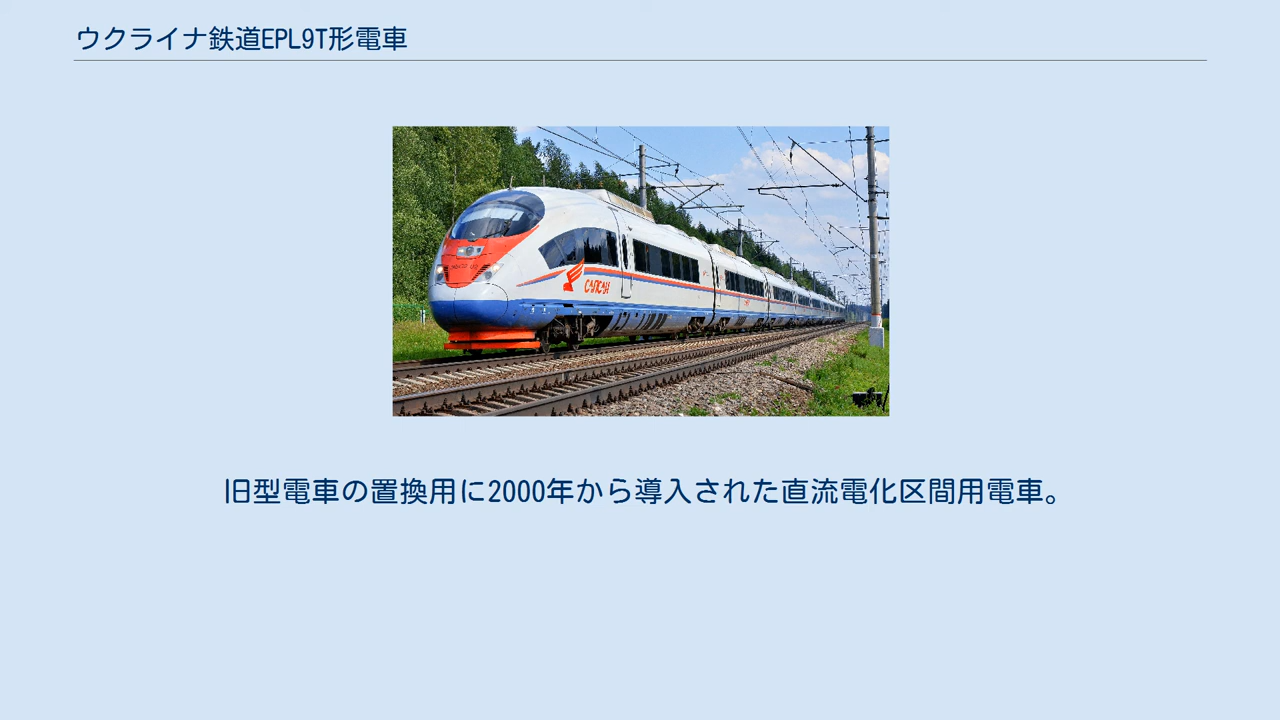 ウクライナ鉄道EPL9T形電車
САПСАН
旧型電車の置換用に2000年から導入された直流電化区間用電車。